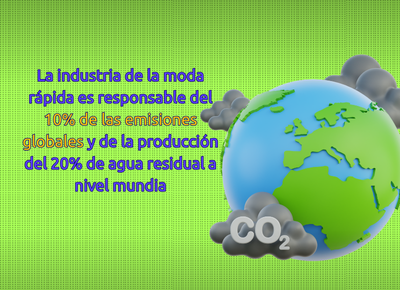 La industria de la moda
rápida es responsable del
10% de las emisiones
globales y de la producción
del 20% de agua residual a
nivel mundia
CO2